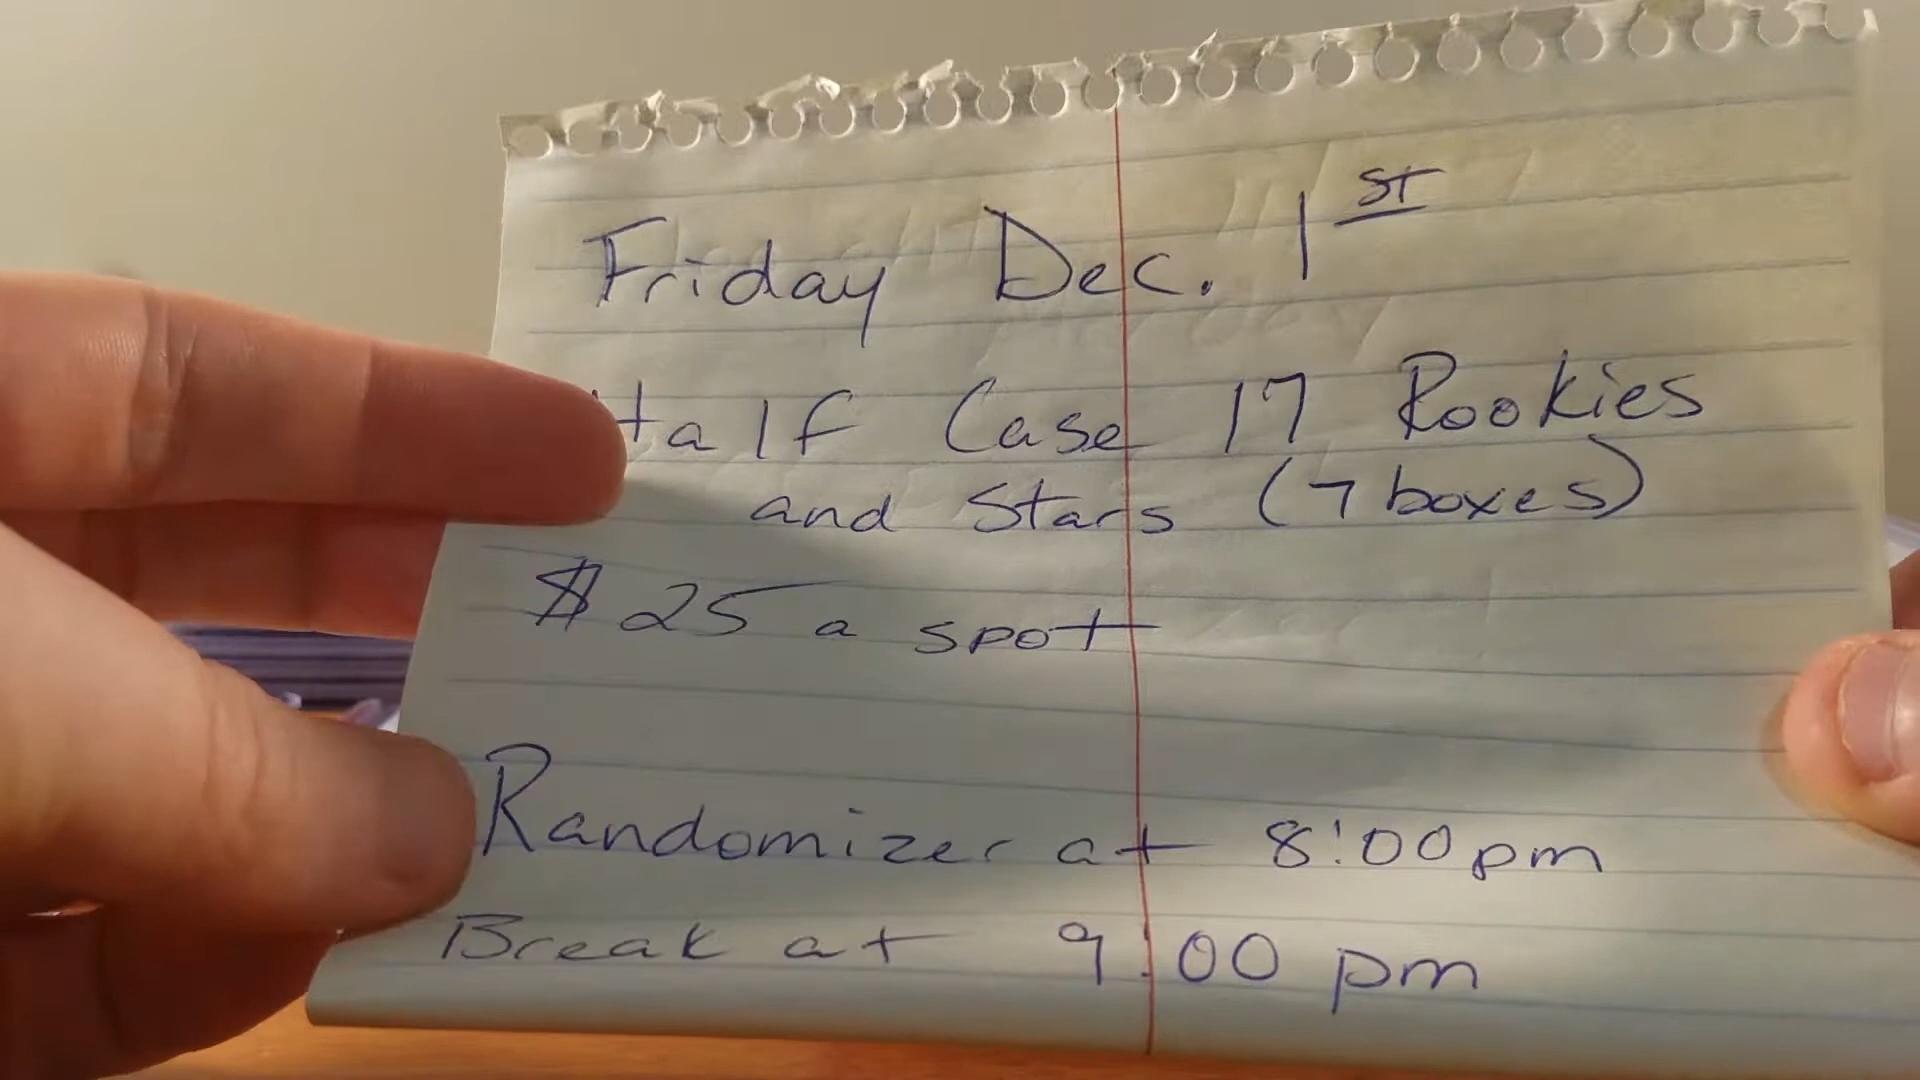 Friday Dec. 1ST
Half Case 17 Rookies
and Stars (7 boxes)
$25 a spot
Randomizer at 8:00pm
Break at 9:00 pm